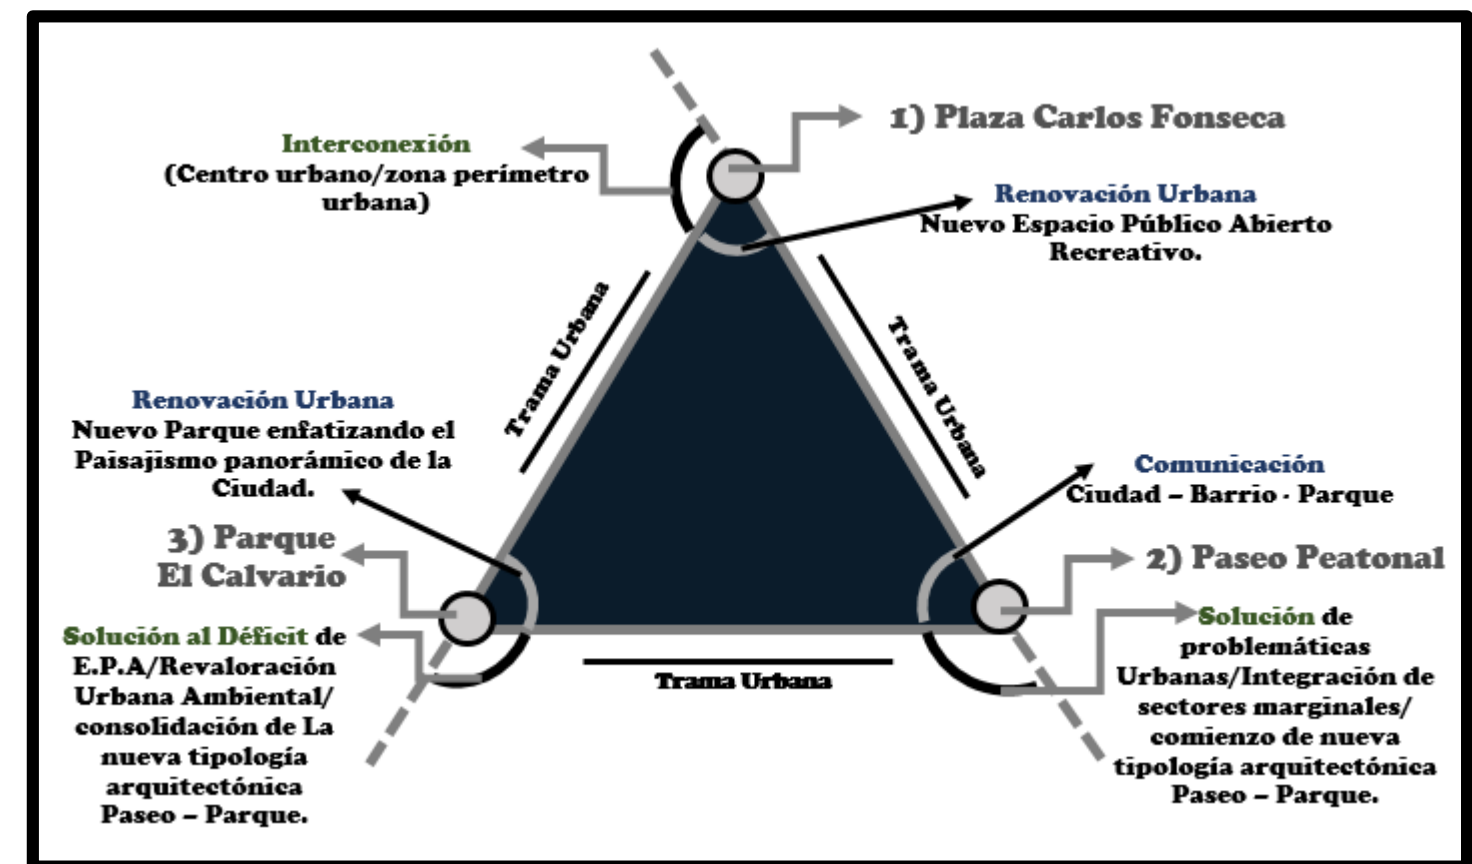 1) Plaza Carlos Fonseca
Interconexión
(Centro urbano/zona perímetro
urbana)
Renovación Urbana
Nuevo Espacio Público Abierto
Recreativo.
Trama Urbana
Trama Urbana
Renovación Urbana
Nuevo Parque enfatizando el
Paisajismo panorámico de la
Ciudad.
Comunicación
Ciudad – Barrio - Parque
3) Parque
El Calvario
2) Paseo Peatonal
Solución al Déficit de
E.P.A/Revaloración
Urbana Ambiental/
consolidación de La
nueva tipología
arquitectónica
Paseo – Parque.
Trama Urbana
Solución de
problemáticas
Urbanas/Integración de
sectores marginales/
comienzo de nueva
tipología arquitectónica
Paseo – Parque.